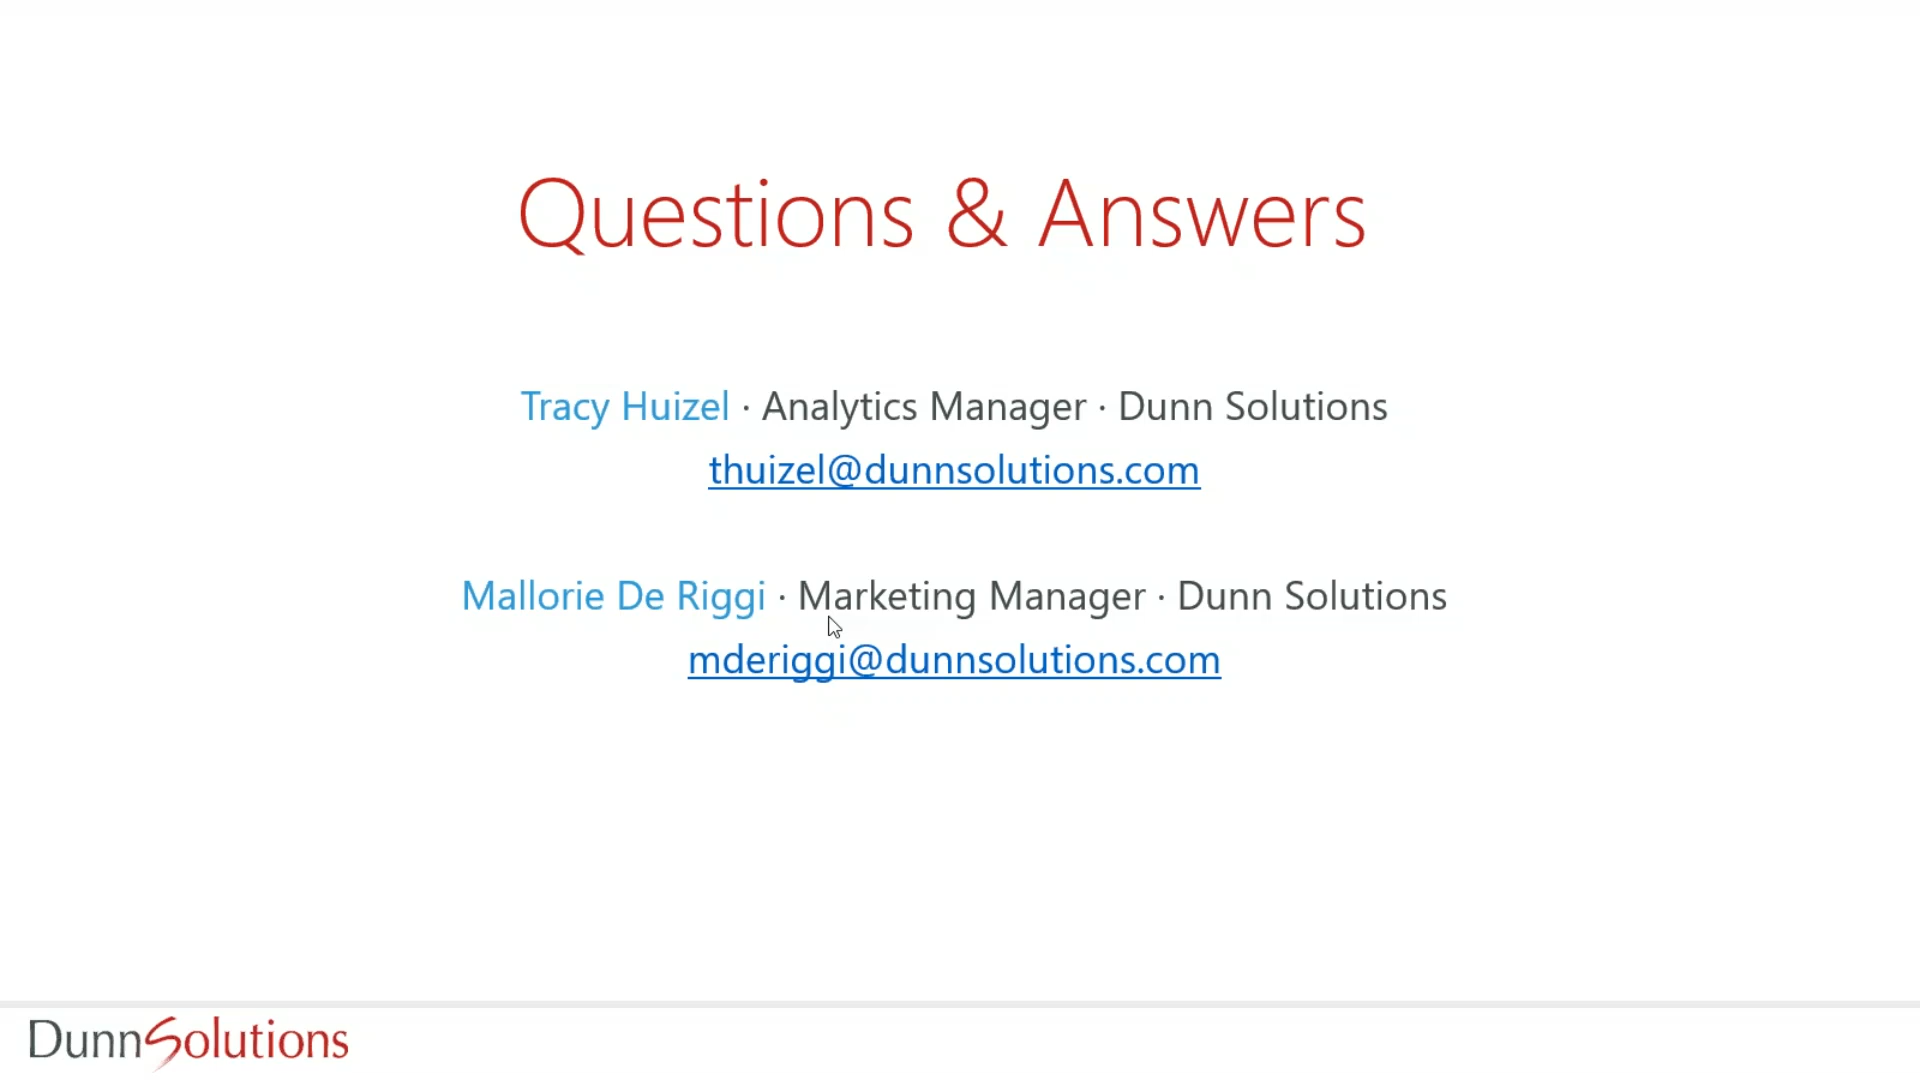 Questions & Answers
Tracy Huizel · Analytics Manager · Dunn Solutions
thuizel@dunnsolutions.com
Mallorie De Riggi · Marketing Manager · Dunn Solutions
mderiggi@dunnsolutions.com
DunnSolutions